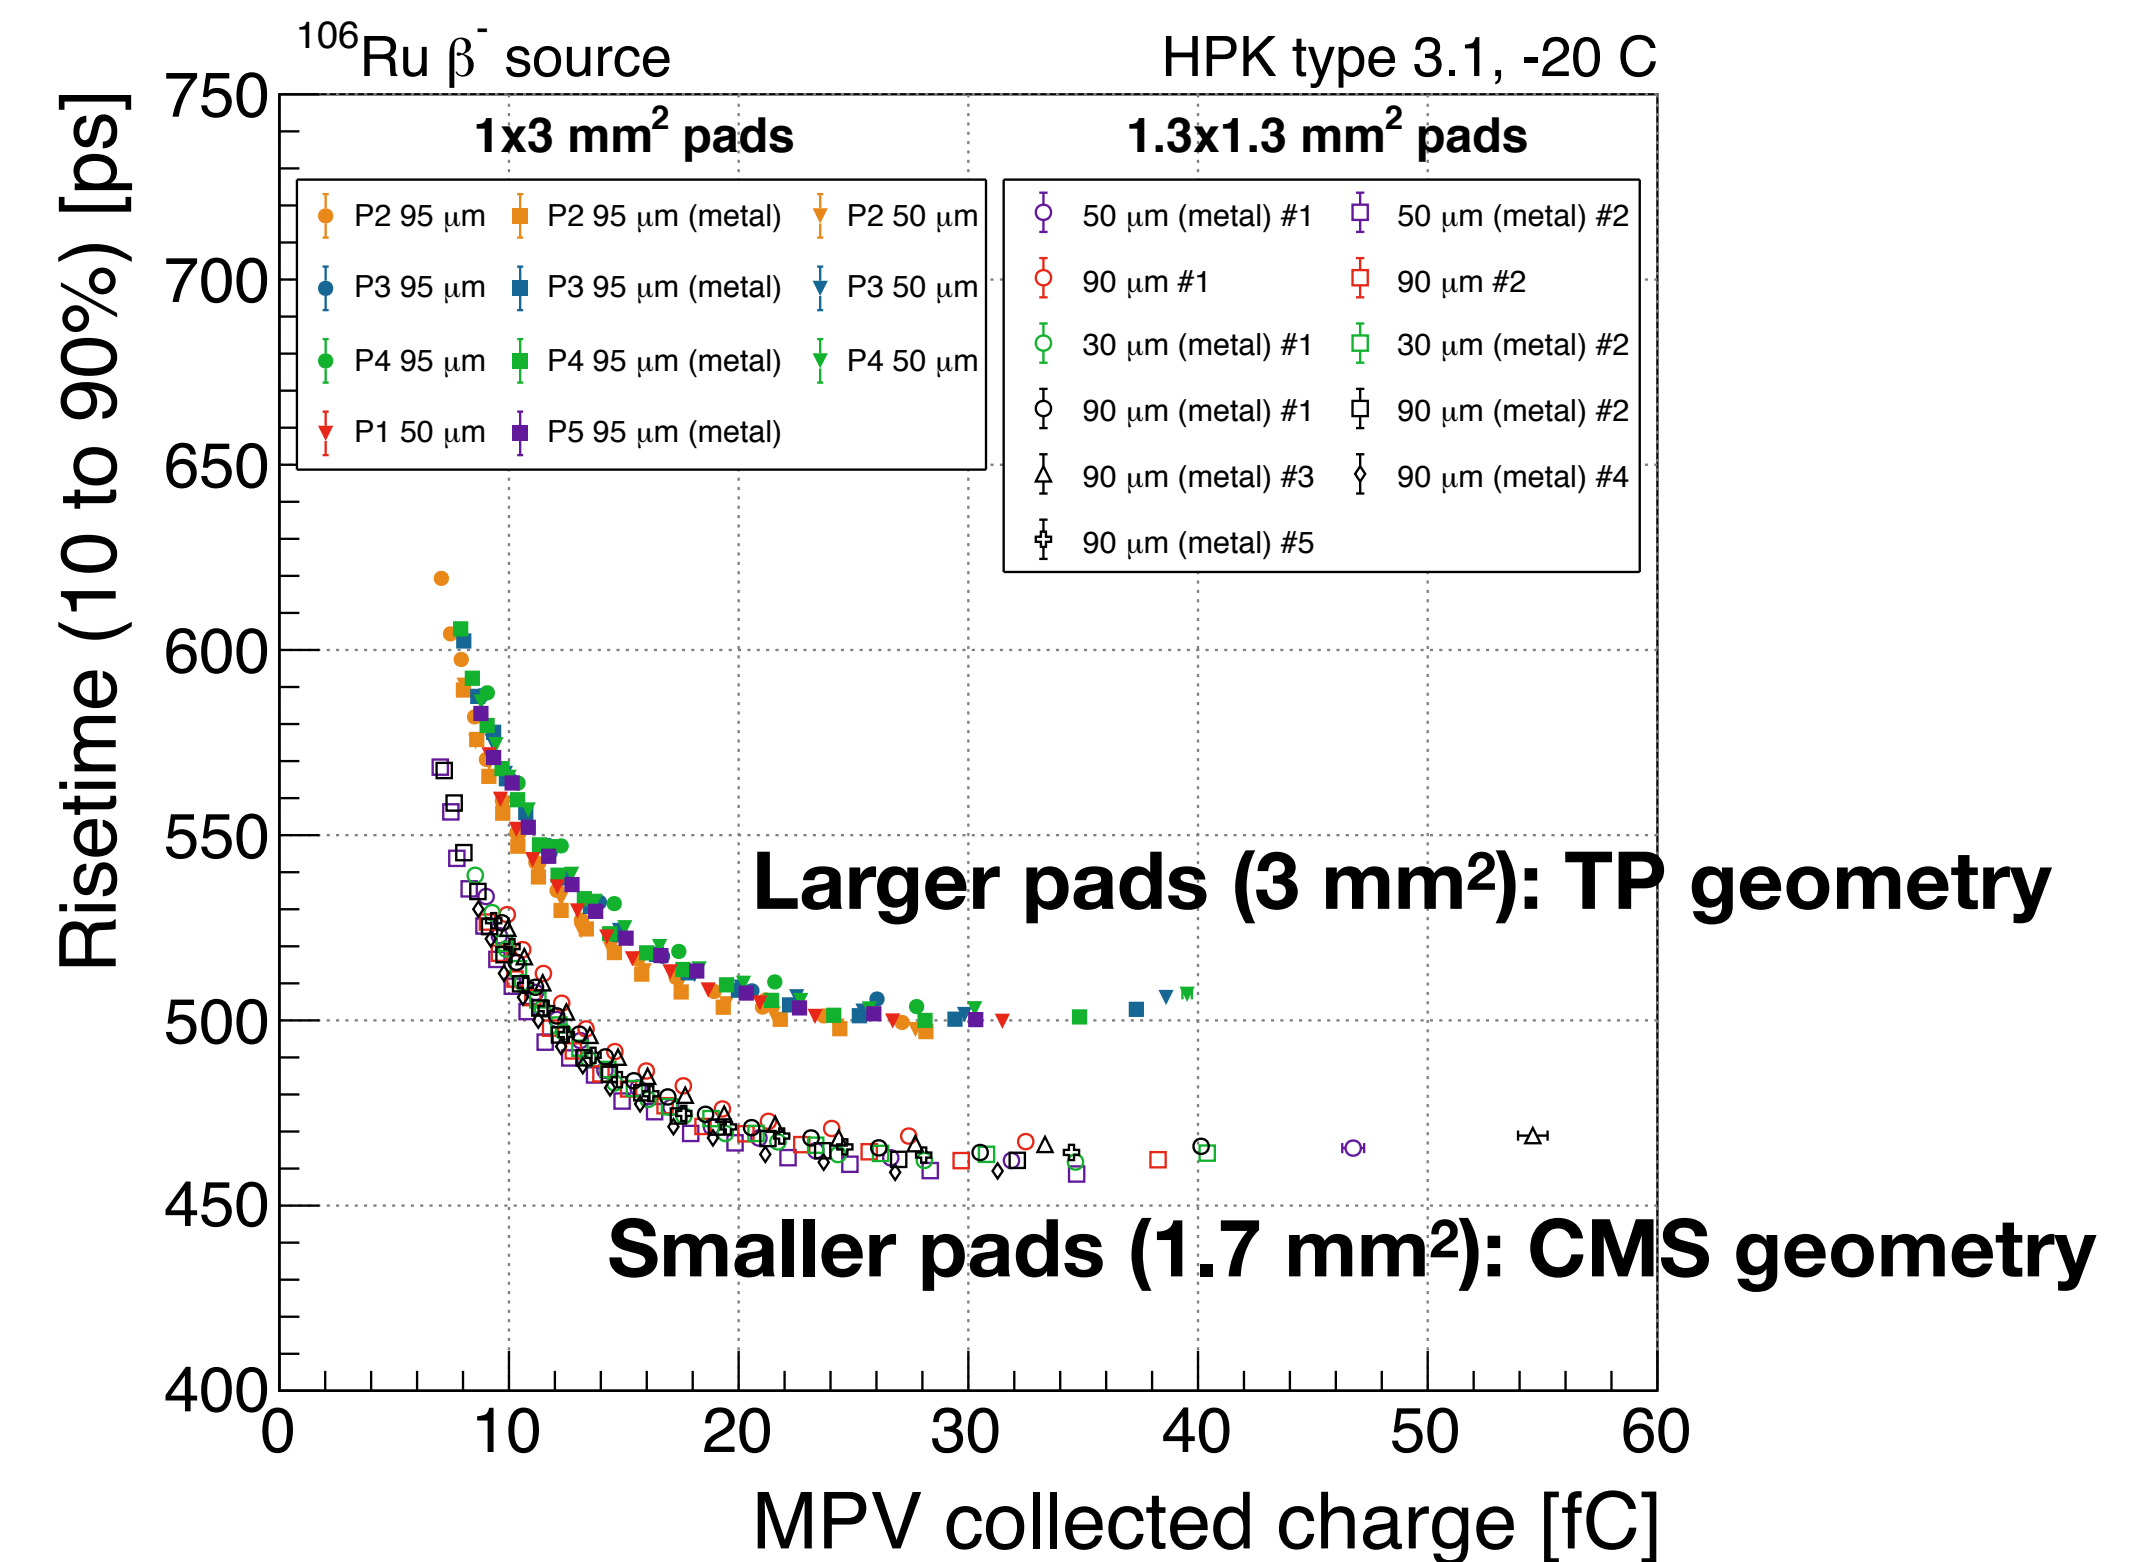 ¹⁰⁶Ru β⁻ source HPK type 3.1, -20 C
1x3 mm² pads 1.3x1.3 mm² pads
P2 95 μm P2 95 μm (metal) P2 50 μm
P3 95 μm P3 95 μm (metal) P3 50 μm
P4 95 μm P4 95 μm (metal) P4 50 μm
P1 50 μm P5 95 μm (metal)
50 μm (metal) #1 50 μm (metal) #2
90 μm #1 90 μm #2
30 μm (metal) #1 30 μm (metal) #2
90 μm (metal) #1 90 μm (metal) #2
90 μm (metal) #3 90 μm (metal) #4
90 μm (metal) #5
Risetime (10 to 90%) [ps]
750
700
650
600
550
500
450
400
Larger pads (3 mm²): TP geometry
Smaller pads (1.7 mm²): CMS geometry
0 10 20 30 40 50 60
MPV collected charge [fC]